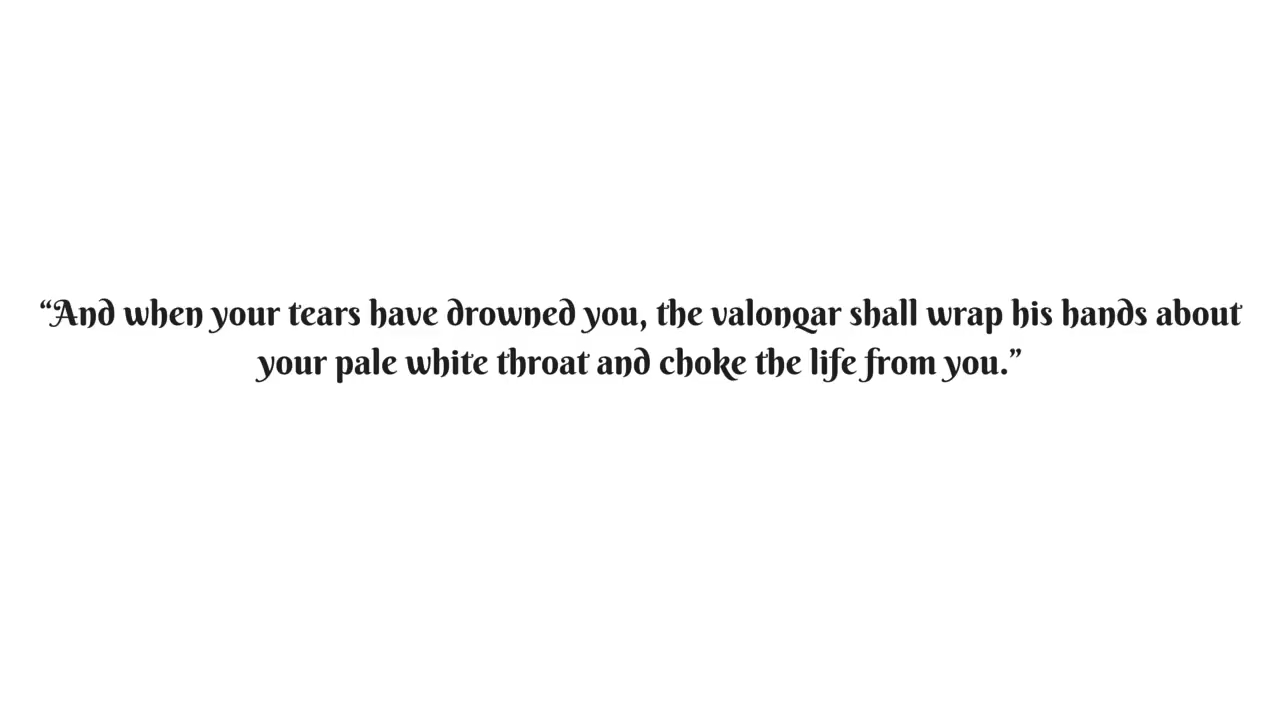 “And when your tears have drowned you, the valonqar shall wrap his hands about
your pale white throat and choke the life from you.”